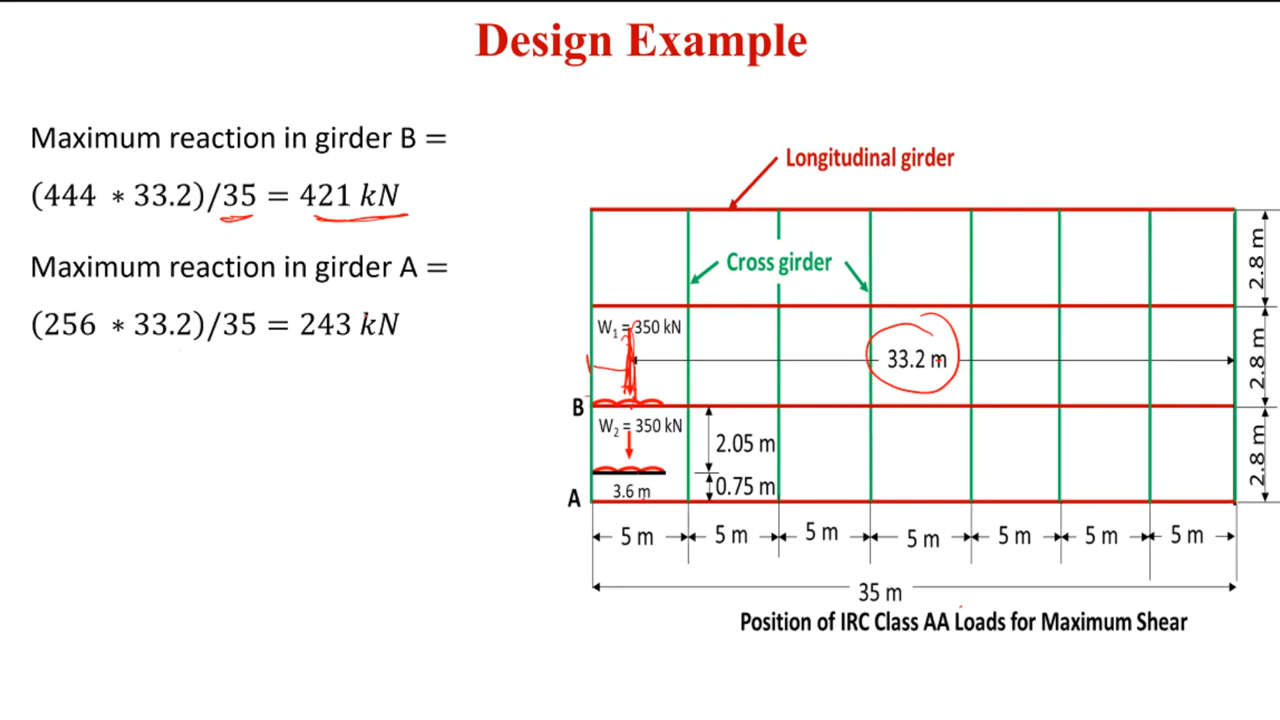 Design Example
Maximum reaction in girder B =
(444 * 33.2)/35 = 421 kN
Maximum reaction in girder A =
(256 * 33.2)/35 = 243 kN
Longitudinal girder
Cross girder
2.8 m
W₁ = 350 kN
33.2 m
2.8 m
B
W₂ = 350 kN
2.05 m
2.8 m
3.6 m
0.75 m
A
5 m 5 m 5 m 5 m 5 m 5 m 5 m
35 m
Position of IRC Class AA Loads for Maximum Shear